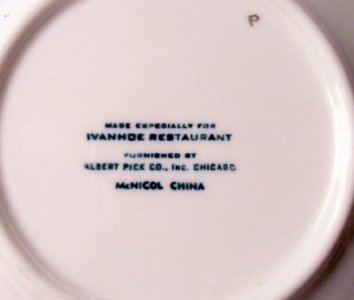 P
MADE ESPECIALLY FOR
IVANHOE RESTAURANT
FURNISHED BY
ALBERT PICK CO., INC. CHICAGO
McNICOL CHINA